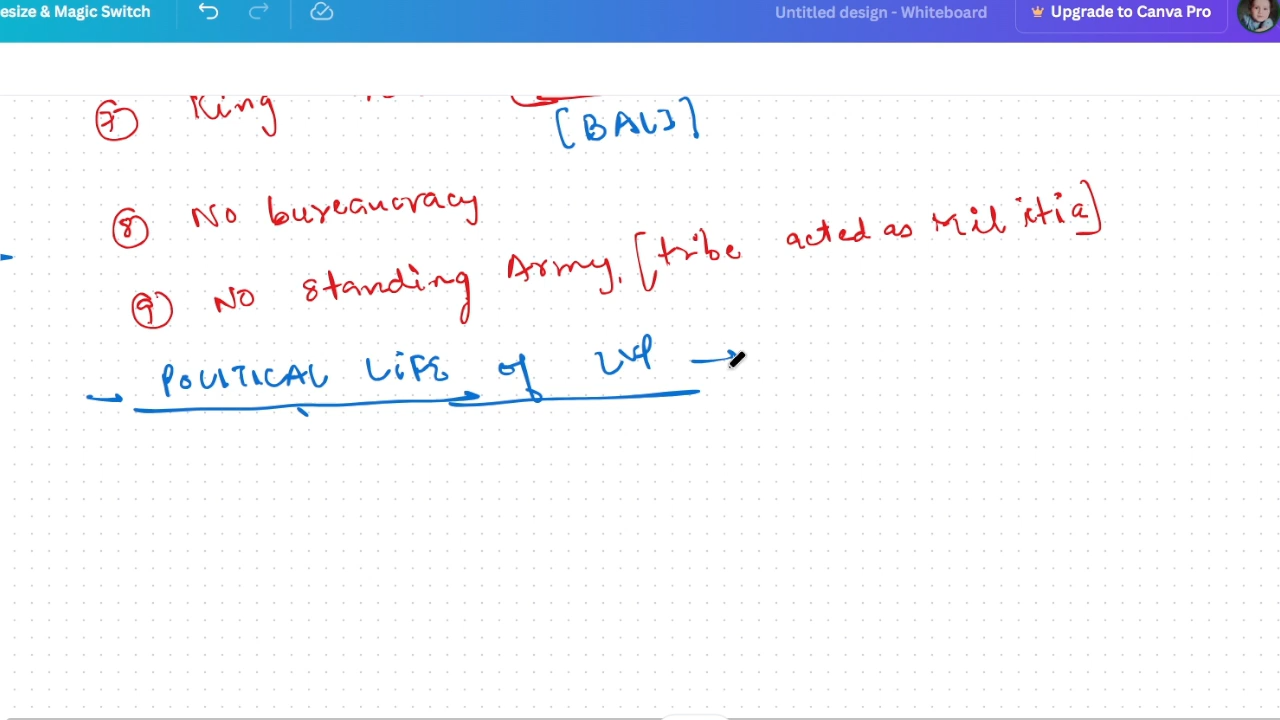 esize & Magic Switch Untitled design - Whiteboard Upgrade to Canva Pro
⑦ King
[BALI]
⑧ No bureaucracy
⑨ No standing Army. [tribe acted as Militia]
→ POLITICAL LiFE of LVP →